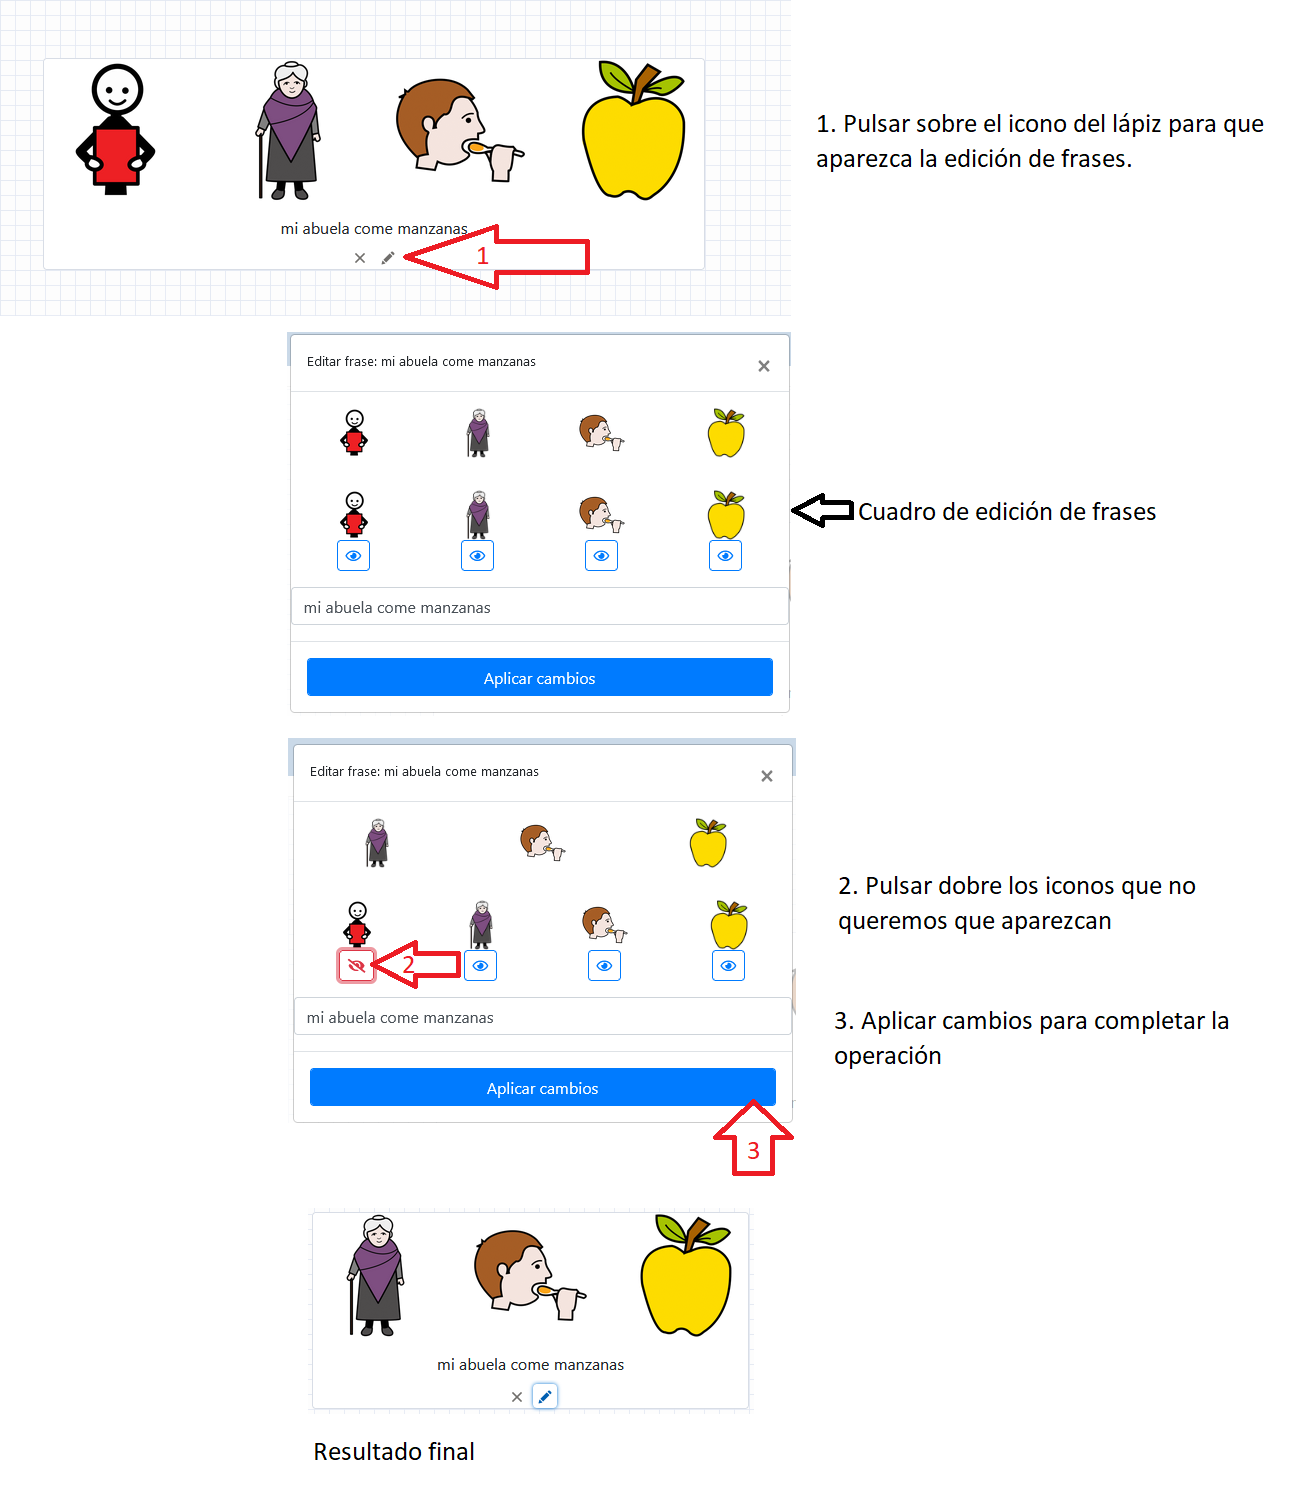 mi abuela come manzanas
1
1. Pulsar sobre el icono del lápiz para que
aparezca la edición de frases.
Editar frase: mi abuela come manzanas
Cuadro de edición de frases
mi abuela come manzanas
Aplicar cambios
Editar frase: mi abuela come manzanas
2
mi abuela come manzanas
Aplicar cambios
3
2. Pulsar dobre los iconos que no
queremos que aparezcan
3. Aplicar cambios para completar la
operación
mi abuela come manzanas
Resultado final